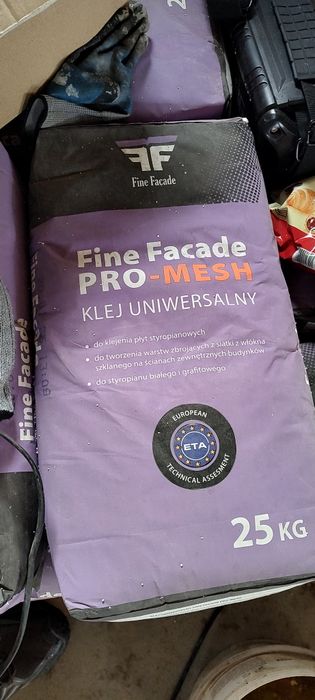 FF
Fine Facade
Fine Facade
PRO-MESH
KLEJ UNIWERSALNY
• do klejenia płyt styropianowych
• do tworzenia warstw zbrojących z siatki z włókna
szklanego na ścianach zewnętrznych budynków
• do styropianu białego i grafitowego
EUROPEAN
ETA
TECHNICAL ASSESMENT
25 KG
Fine Facade